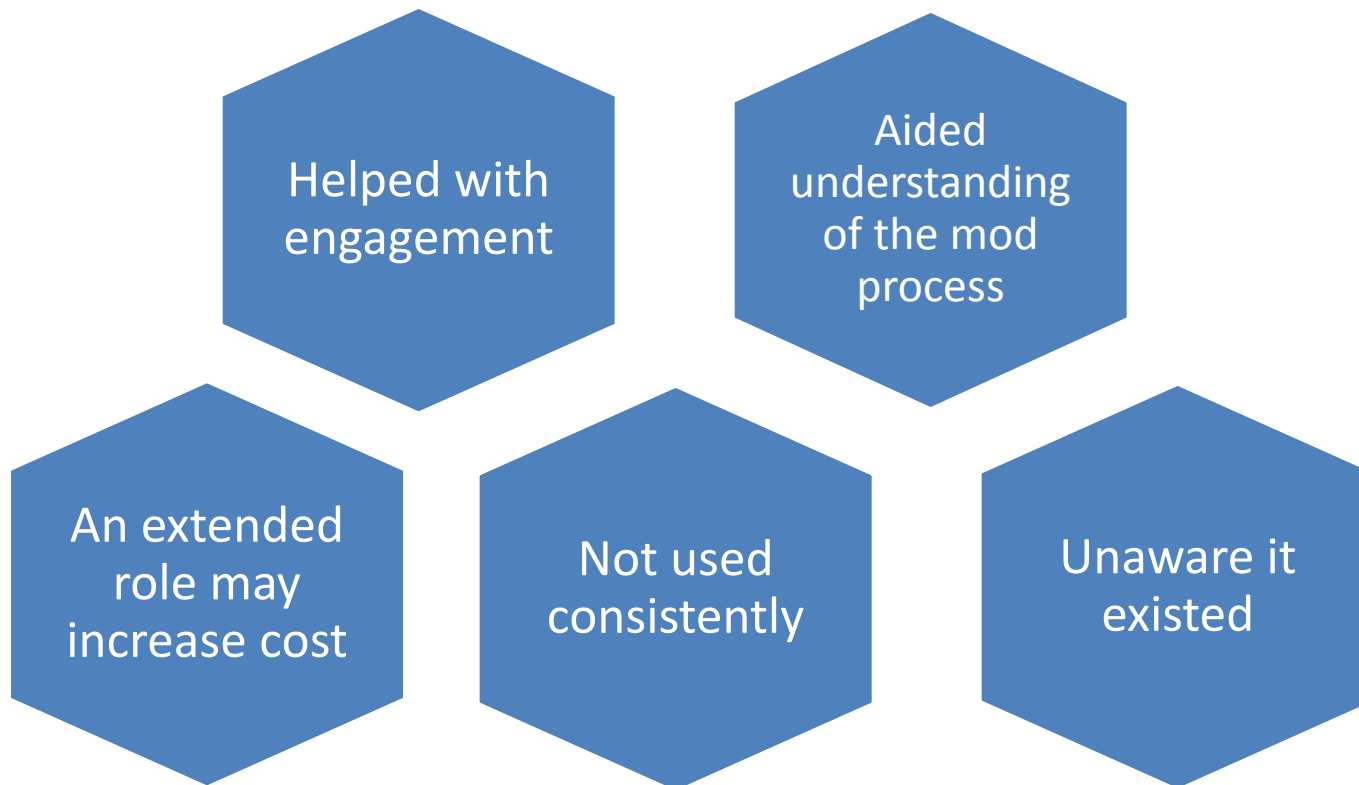 Helped with
engagement
Aided
understanding
of the mod
process
An extended
role may
increase cost
Not used
consistently
Unaware it
existed